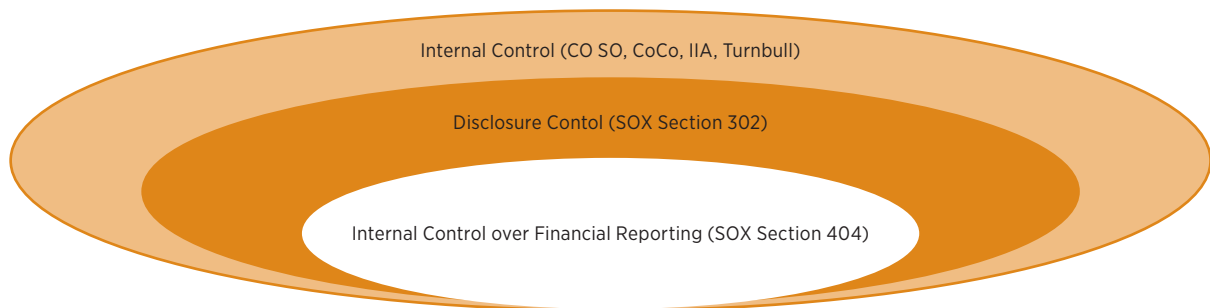 Internal Control (CO SO, CoCo, IIA, Turnbull)
Disclosure Contol (SOX Section 302)
Internal Control over Financial Reporting (SOX Section 404)